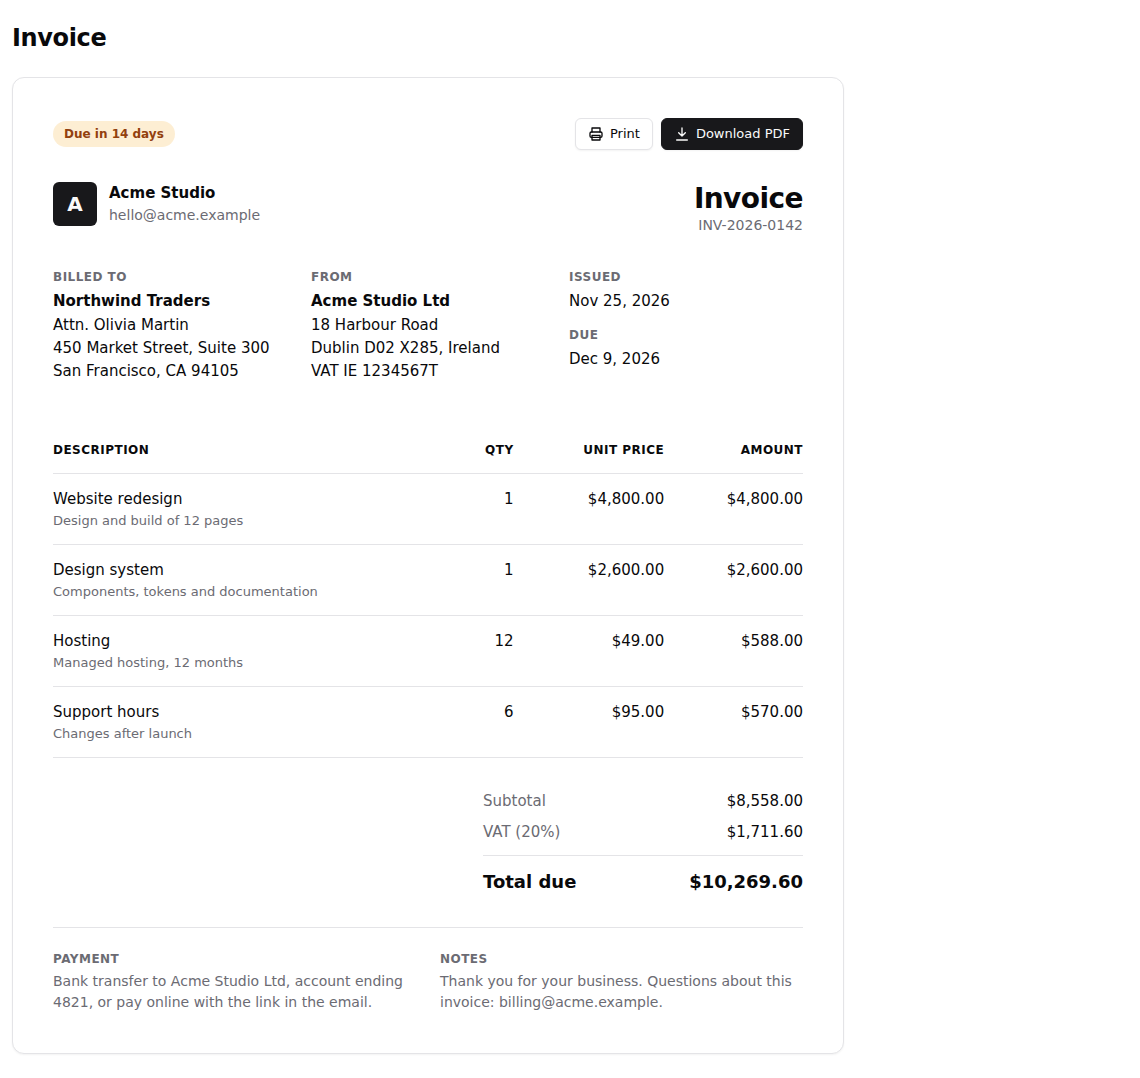 Invoice
Due in 14 days
Print
Download PDF
A
Acme Studio
hello@acme.example
Invoice
INV-2026-0142
BILLED TO
Northwind Traders
Attn. Olivia Martin
450 Market Street, Suite 300
San Francisco, CA 94105
FROM
Acme Studio Ltd
18 Harbour Road
Dublin D02 X285, Ireland
VAT IE 1234567T
ISSUED
Nov 25, 2026
DUE
Dec 9, 2026
DESCRIPTION QTY UNIT PRICE AMOUNT
Website redesign 1 $4,800.00 $4,800.00
Design and build of 12 pages
Design system 1 $2,600.00 $2,600.00
Components, tokens and documentation
Hosting 12 $49.00 $588.00
Managed hosting, 12 months
Support hours 6 $95.00 $570.00
Changes after launch
Subtotal $8,558.00
VAT (20%) $1,711.60
Total due $10,269.60
PAYMENT
Bank transfer to Acme Studio Ltd, account ending
4821, or pay online with the link in the email.
NOTES
Thank you for your business. Questions about this
invoice: billing@acme.example.